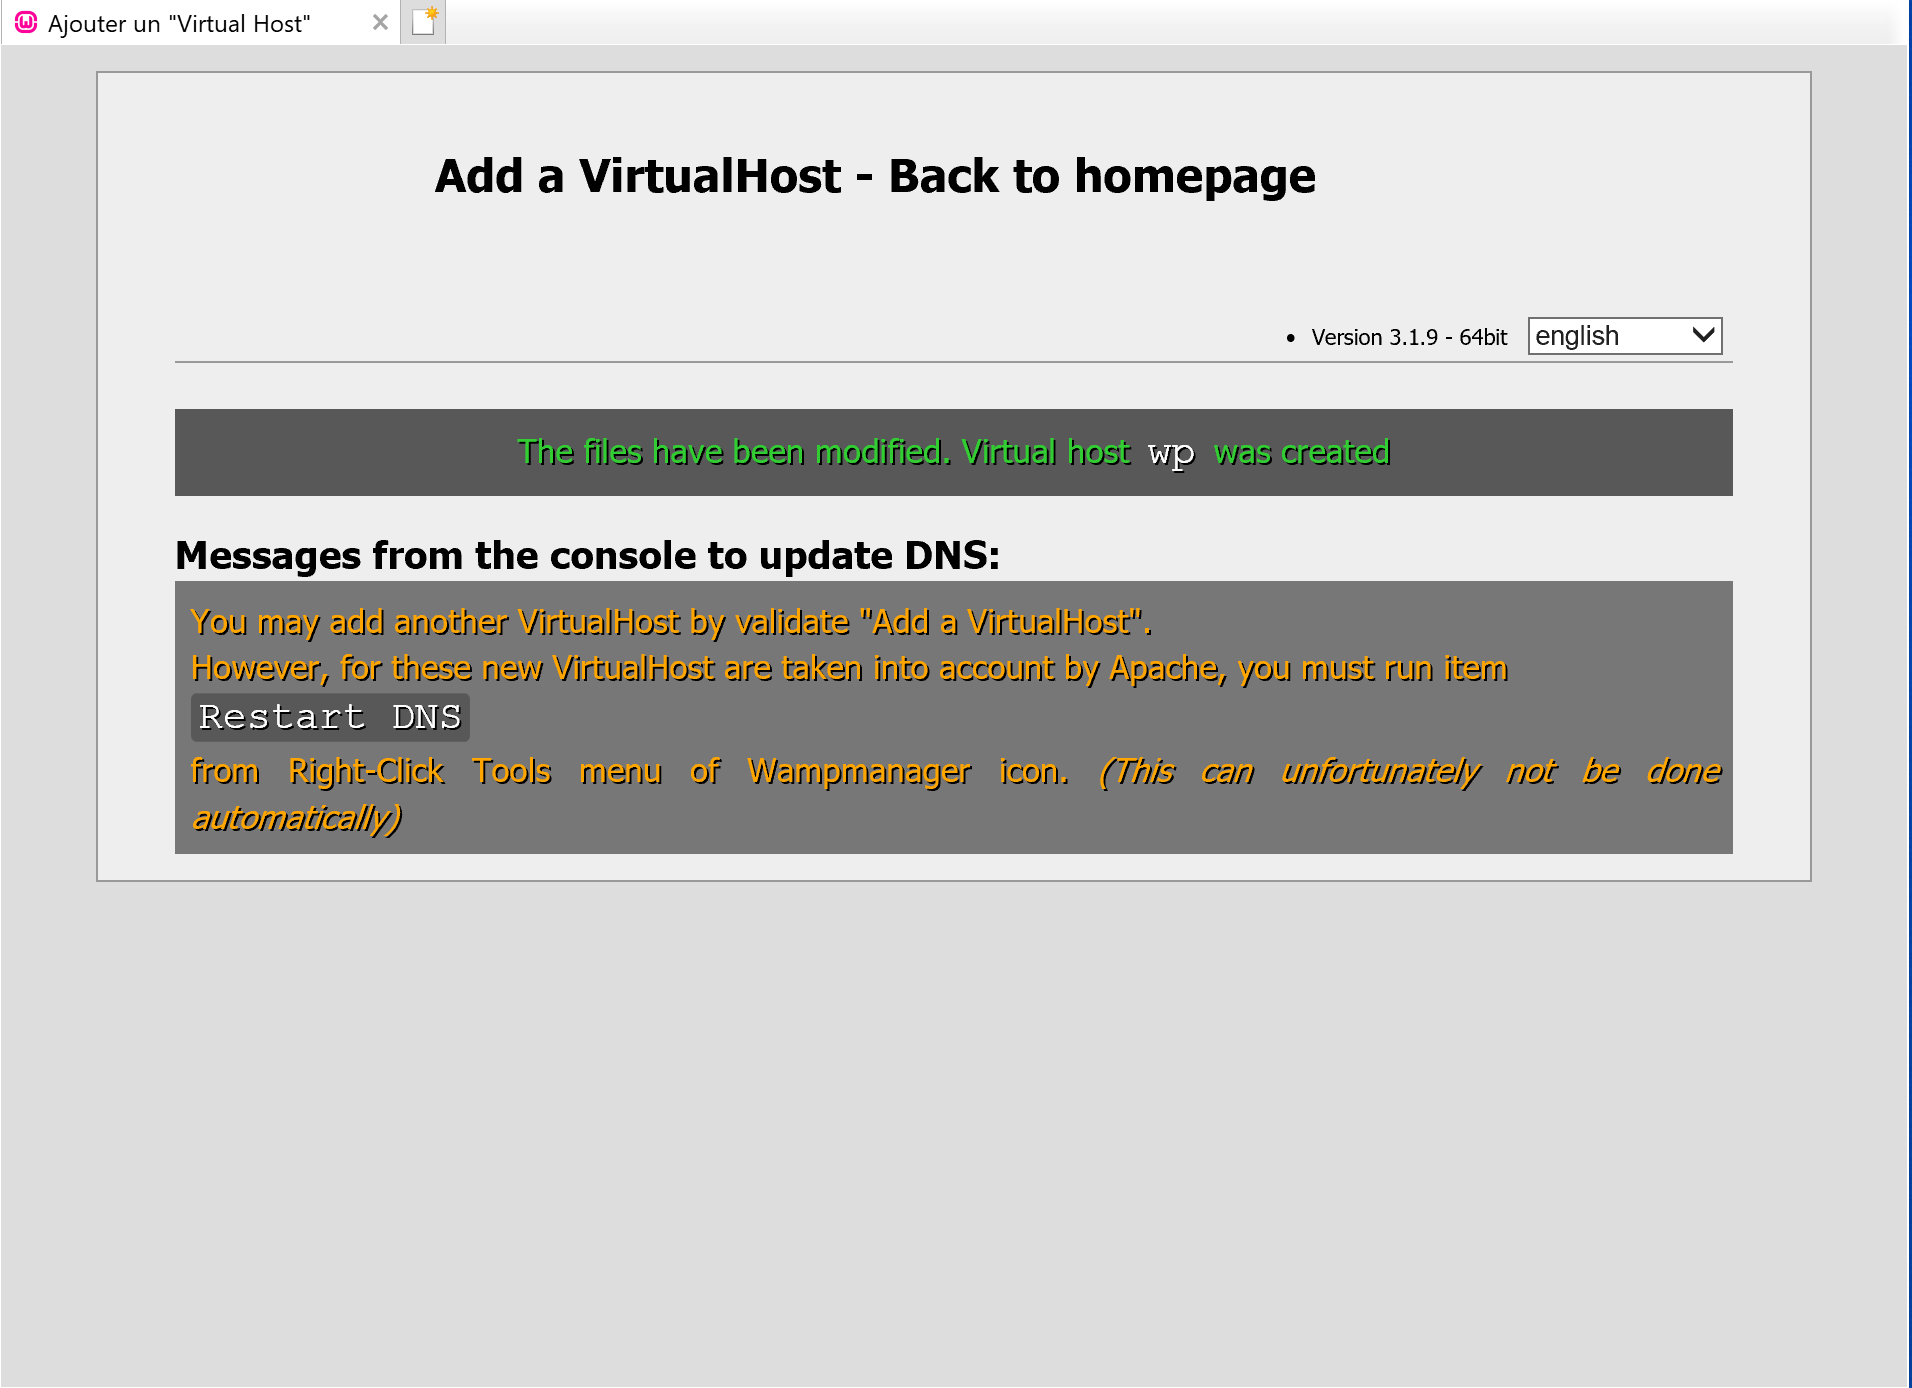 Ajouter un "Virtual Host"
Add a VirtualHost - Back to homepage
• Version 3.1.9 - 64bit english
The files have been modified. Virtual host wp was created
Messages from the console to update DNS:
You may add another VirtualHost by validate "Add a VirtualHost".
However, for these new VirtualHost are taken into account by Apache, you must run item
Restart DNS
from Right-Click Tools menu of Wampmanager icon. (This can unfortunately not be done
automatically)